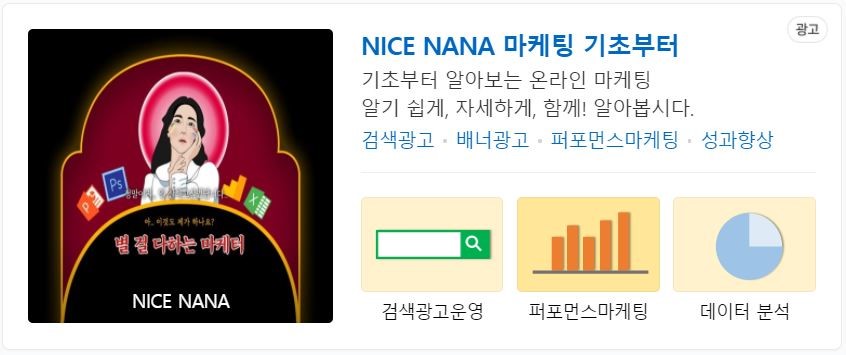 광고
NICE NANA 마케팅 기초부터
기초부터 알아보는 온라인 마케팅
알기 쉽게, 자세하게, 함께! 알아봅시다.
검색광고 · 배너광고 · 퍼포먼스마케팅 · 성과향상
P
Ps
X
아.. 이것도 제가 하나요?
별 걸 다하는 마케터
NICE NANA
검색광고운영
퍼포먼스마케팅
데이터 분석